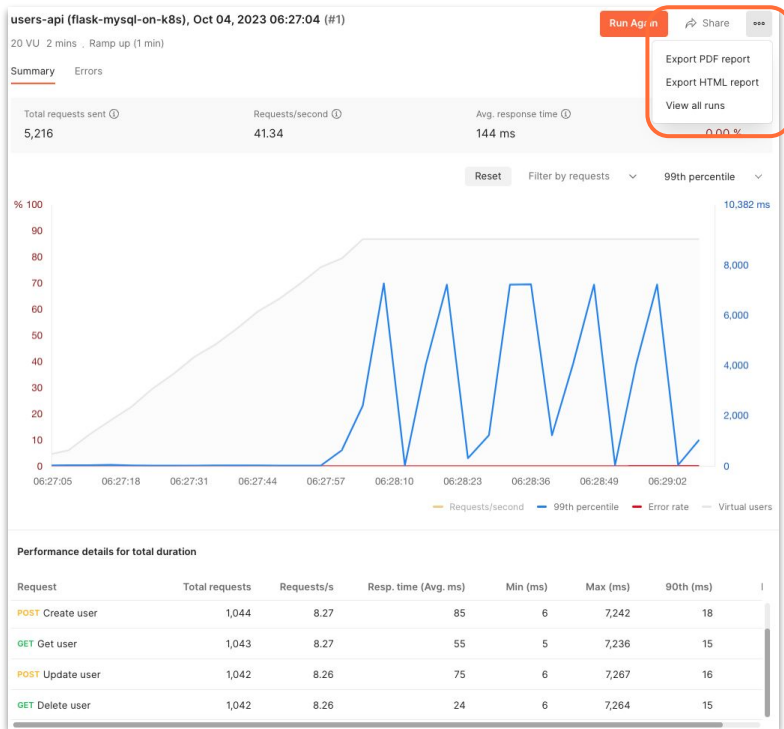 users-api (flask-mysql-on-k8s), Oct 04, 2023 06:27:04 (#1)
Run Again
Share
20 VU 2 mins . Ramp up (1 min)
Export PDF report
Export HTML report
View all runs
Summary Errors
Total requests sent Requests/second Avg. response time
5,216 41.34 144 ms 0.00 %
Reset Filter by requests 99th percentile
% 100 10,382 ms
90
80 8,000
70
60 6,000
50
40 4,000
30
20 2,000
10
0 0
06:27:05 06:27:18 06:27:31 06:27:44 06:27:57 06:28:10 06:28:23 06:28:36 06:28:49 06:29:02
Requests/second 99th percentile Error rate Virtual users
Performance details for total duration
Request Total requests Requests/s Resp. time (Avg. ms) Min (ms) Max (ms) 90th (ms)
POST Create user 1,044 8.27 85 6 7,242 18
GET Get user 1,043 8.27 55 5 7,236 15
POST Update user 1,042 8.26 75 6 7,267 16
GET Delete user 1,042 8.26 24 6 7,264 15